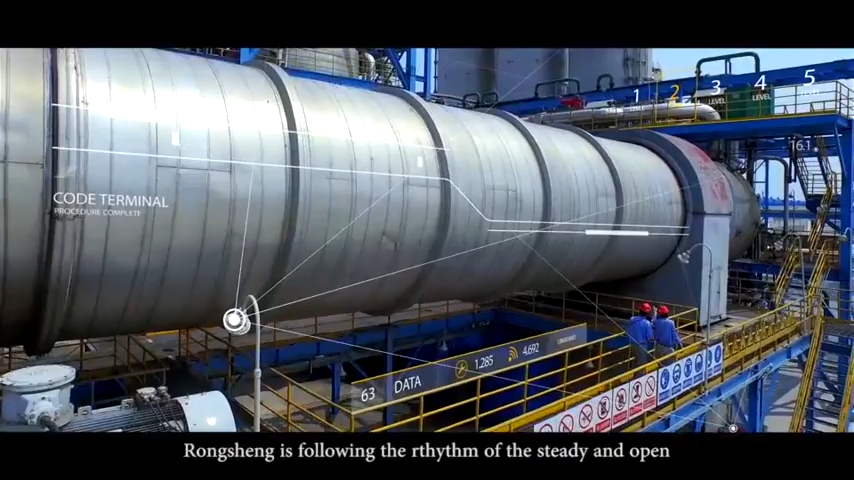 1 2 3 4 5
LEVEL
LEVEL
16.1
CODE TERMINAL
PROCEDURE COMPLETE
63 DATA 1.285 4.692
Rongsheng is following the rthythm of the steady and open